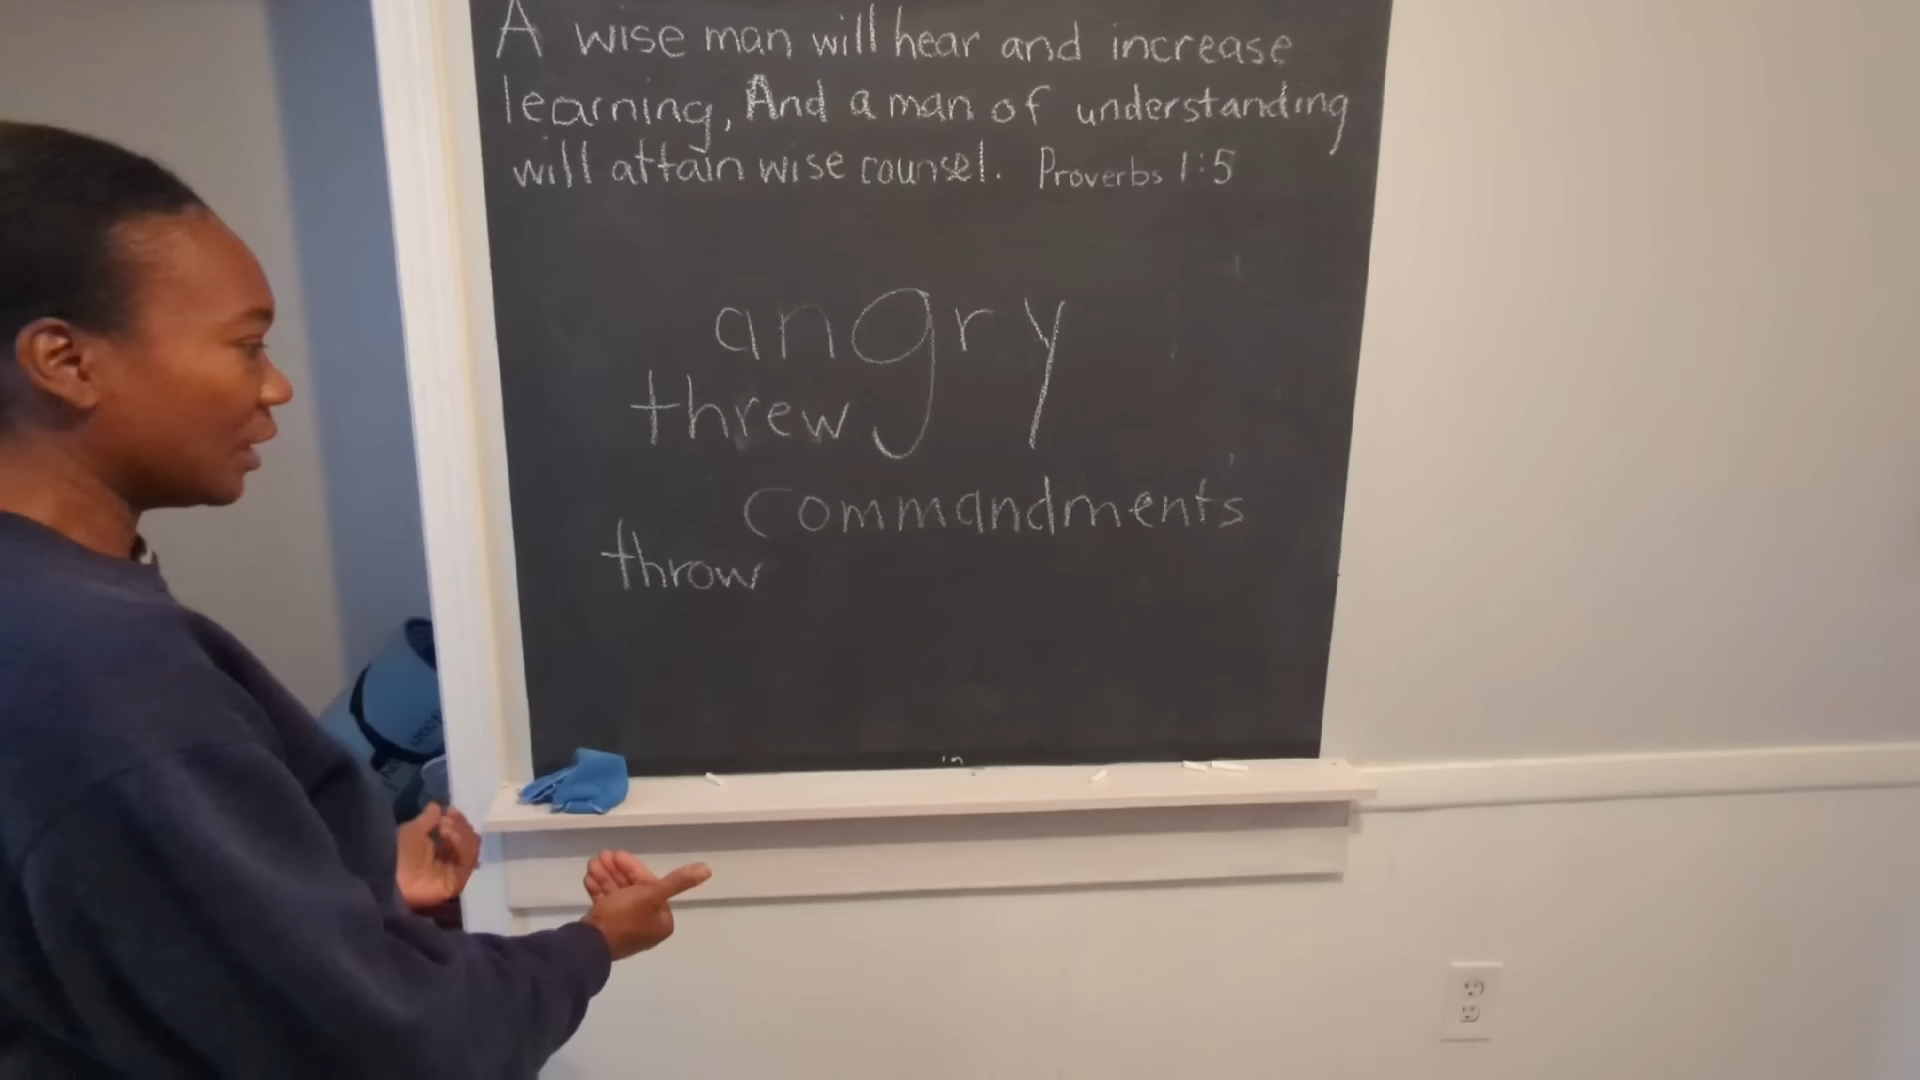 A wise man will hear and increase
learning, And a man of understanding
will attain wise counsel. Proverbs 1:5
angry
threw
commandments
throw